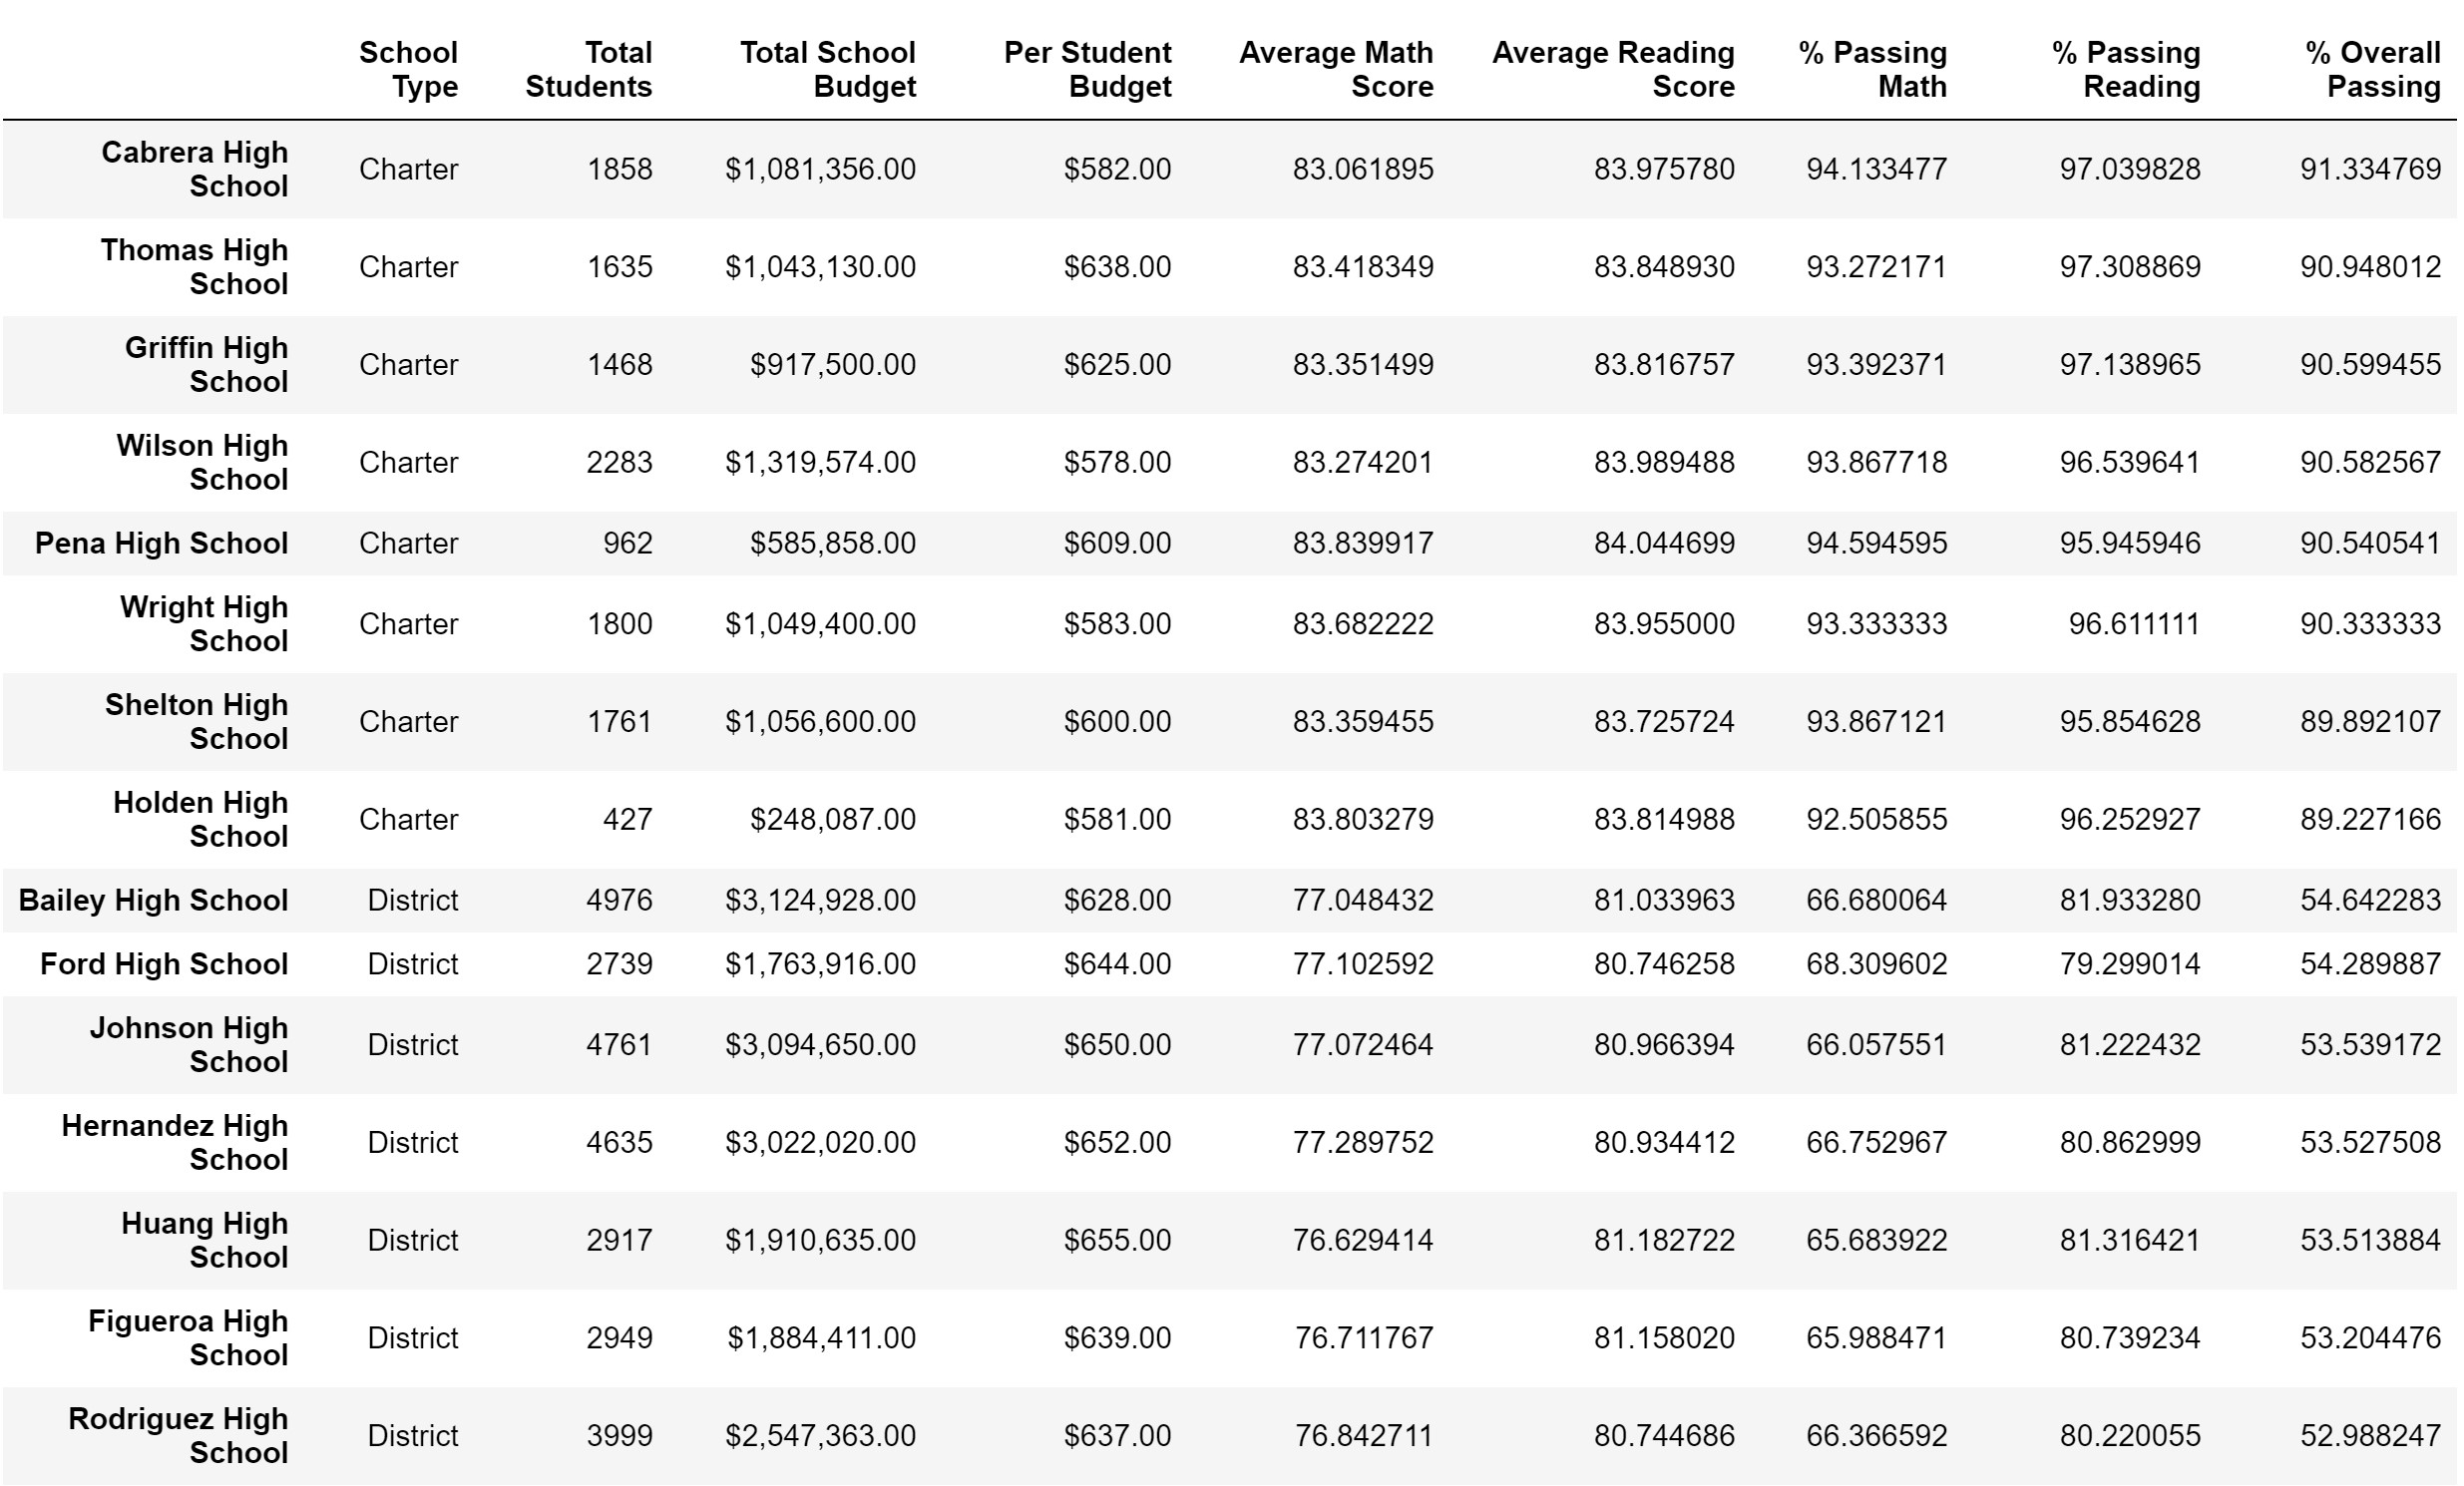 School Total Total School Per Student Average Math Average Reading % Passing % Passing % Overall
Type Students Budget Budget Score Score Math Reading Passing
Cabrera High
School Charter 1858 $1,081,356.00 $582.00 83.061895 83.975780 94.133477 97.039828 91.334769
Thomas High
School Charter 1635 $1,043,130.00 $638.00 83.418349 83.848930 93.272171 97.308869 90.948012
Griffin High
School Charter 1468 $917,500.00 $625.00 83.351499 83.816757 93.392371 97.138965 90.599455
Wilson High
School Charter 2283 $1,319,574.00 $578.00 83.274201 83.989488 93.867718 96.539641 90.582567
Pena High School Charter 962 $585,858.00 $609.00 83.839917 84.044699 94.594595 95.945946 90.540541
Wright High
School Charter 1800 $1,049,400.00 $583.00 83.682222 83.955000 93.333333 96.611111 90.333333
Shelton High
School Charter 1761 $1,056,600.00 $600.00 83.359455 83.725724 93.867121 95.854628 89.892107
Holden High
School Charter 427 $248,087.00 $581.00 83.803279 83.814988 92.505855 96.252927 89.227166
Bailey High School District 4976 $3,124,928.00 $628.00 77.048432 81.033963 66.680064 81.933280 54.642283
Ford High School District 2739 $1,763,916.00 $644.00 77.102592 80.746258 68.309602 79.299014 54.289887
Johnson High
School District 4761 $3,094,650.00 $650.00 77.072464 80.966394 66.057551 81.222432 53.539172
Hernandez High
School District 4635 $3,022,020.00 $652.00 77.289752 80.934412 66.752967 80.862999 53.527508
Huang High
School District 2917 $1,910,635.00 $655.00 76.629414 81.182722 65.683922 81.316421 53.513884
Figueroa High
School District 2949 $1,884,411.00 $639.00 76.711767 81.158020 65.988471 80.739234 53.204476
Rodriguez High
School District 3999 $2,547,363.00 $637.00 76.842711 80.744686 66.366592 80.220055 52.988247